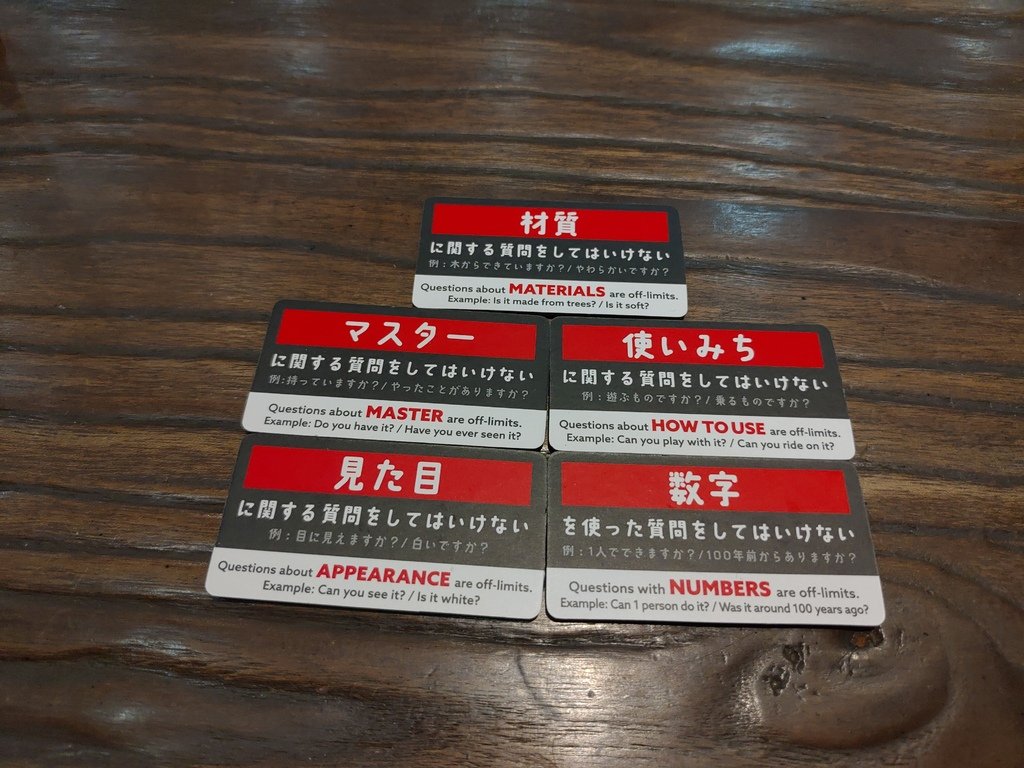 材質
に関する質問をしてはいけない
例：木からできていますか？/やわらかいですか？
Questions about MATERIALS are off-limits.
Example: Is it made from trees? / Is it soft?
マスター
に関する質問をしてはいけない
例：持っていますか？/やったことがありますか？
Questions about MASTER are off-limits.
Example: Do you have it? / Have you ever seen it?
使いみち
に関する質問をしてはいけない
例：遊ぶものですか？/乗るものですか？
Questions about HOW TO USE are off-limits.
Example: Can you play with it? / Can you ride on it?
見た目
に関する質問をしてはいけない
例：目に見えますか？/白いですか？
Questions about APPEARANCE are off-limits.
Example: Can you see it? / Is it white?
数字
を使った質問をしてはいけない
例：1人でできますか？/100年前からありますか？
Questions with NUMBERS are off-limits.
Example: Can 1 person do it? / Was it around 100 years ago?